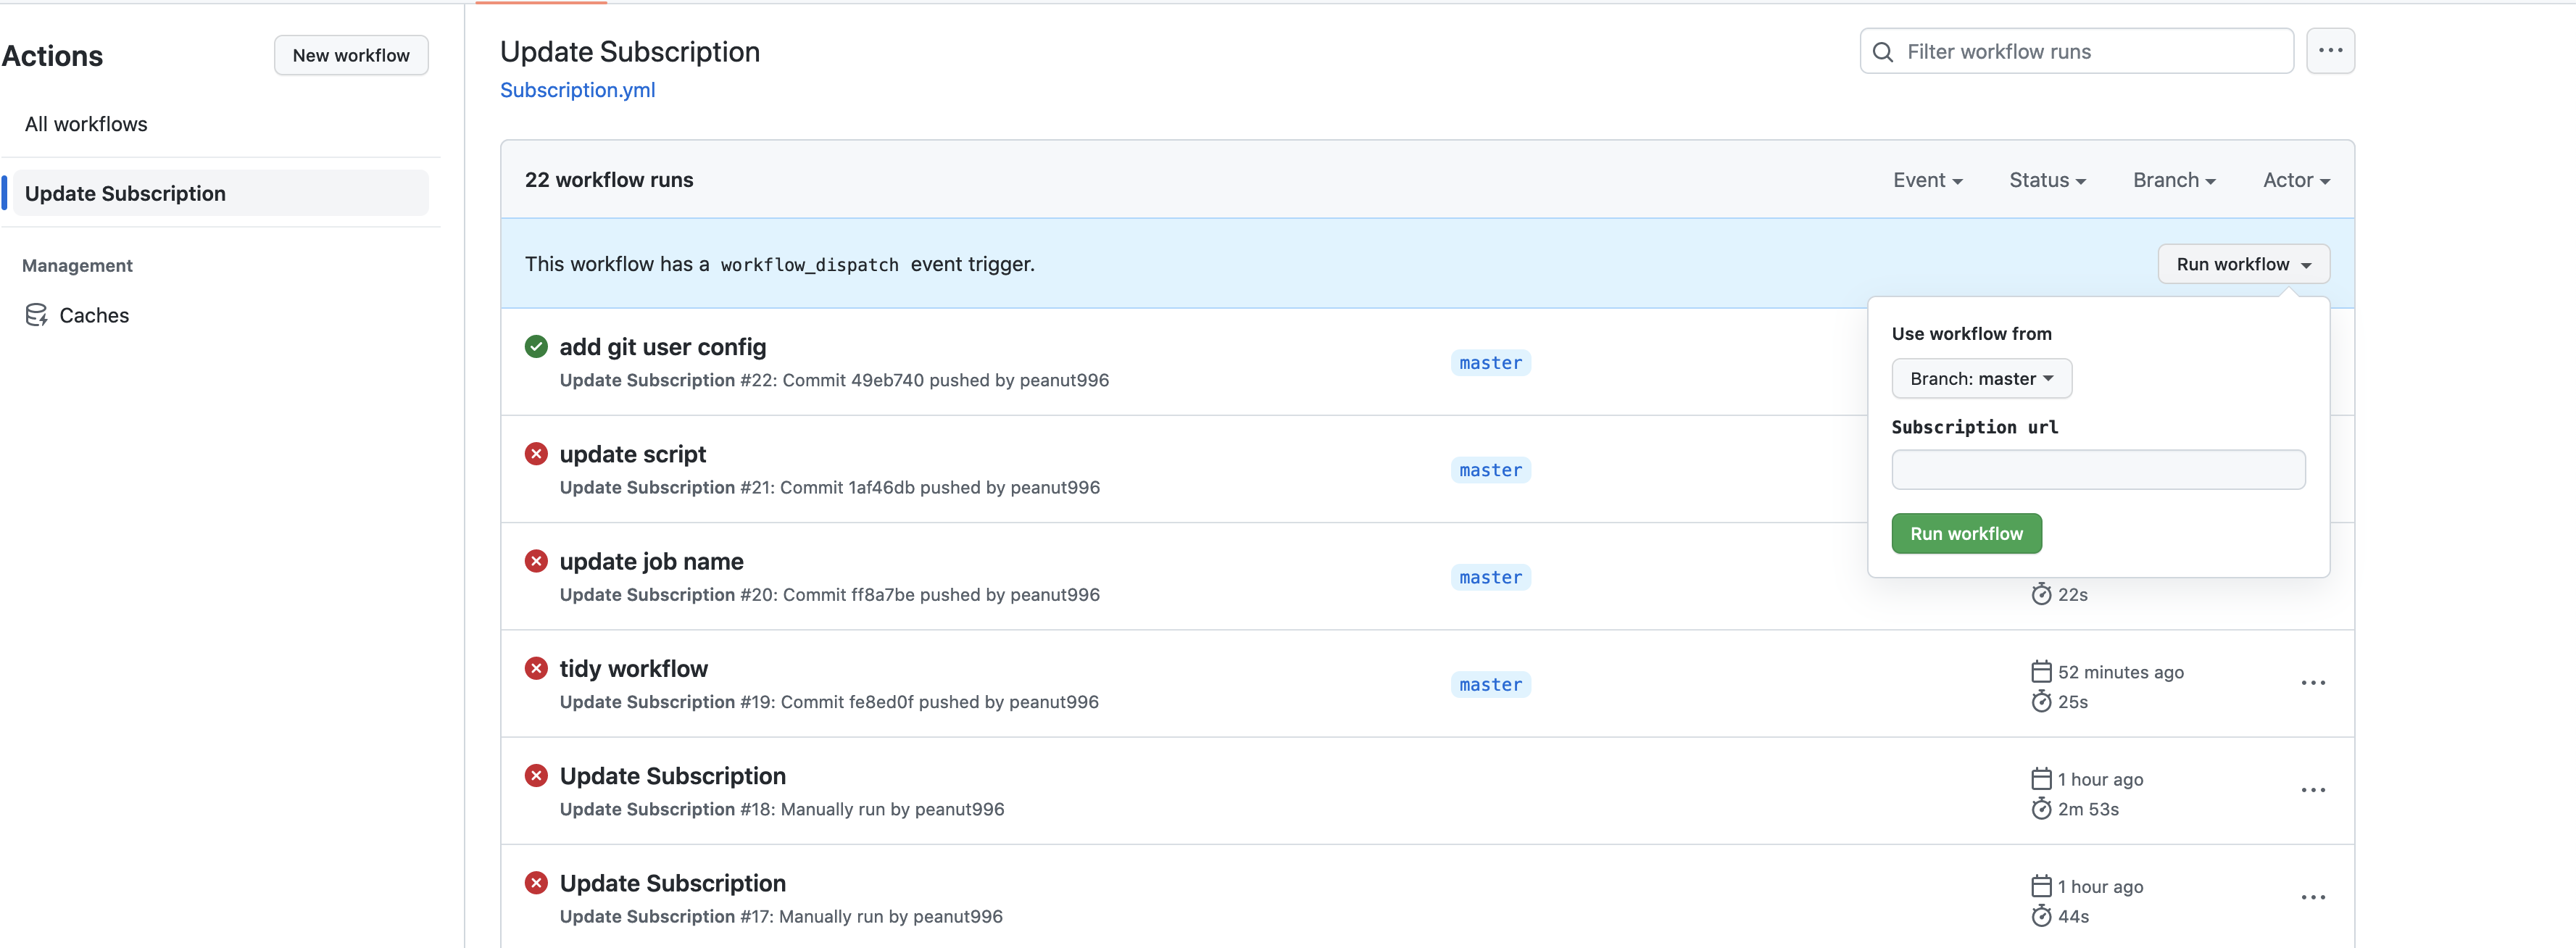 Actions
New workflow
All workflows
Update Subscription
Management
Caches
Update Subscription
Subscription.yml
Filter workflow runs
22 workflow runs
Event
Status
Branch
Actor
This workflow has a workflow_dispatch event trigger.
Run workflow
Use workflow from
Branch: master
Subscription url
Run workflow
add git user config
Update Subscription #22: Commit 49eb740 pushed by peanut996
master
update script
Update Subscription #21: Commit 1af46db pushed by peanut996
master
update job name
Update Subscription #20: Commit ff8a7be pushed by peanut996
master
22s
tidy workflow
Update Subscription #19: Commit fe8ed0f pushed by peanut996
master
52 minutes ago
25s
Update Subscription
Update Subscription #18: Manually run by peanut996
1 hour ago
2m 53s
Update Subscription
Update Subscription #17: Manually run by peanut996
1 hour ago
44s